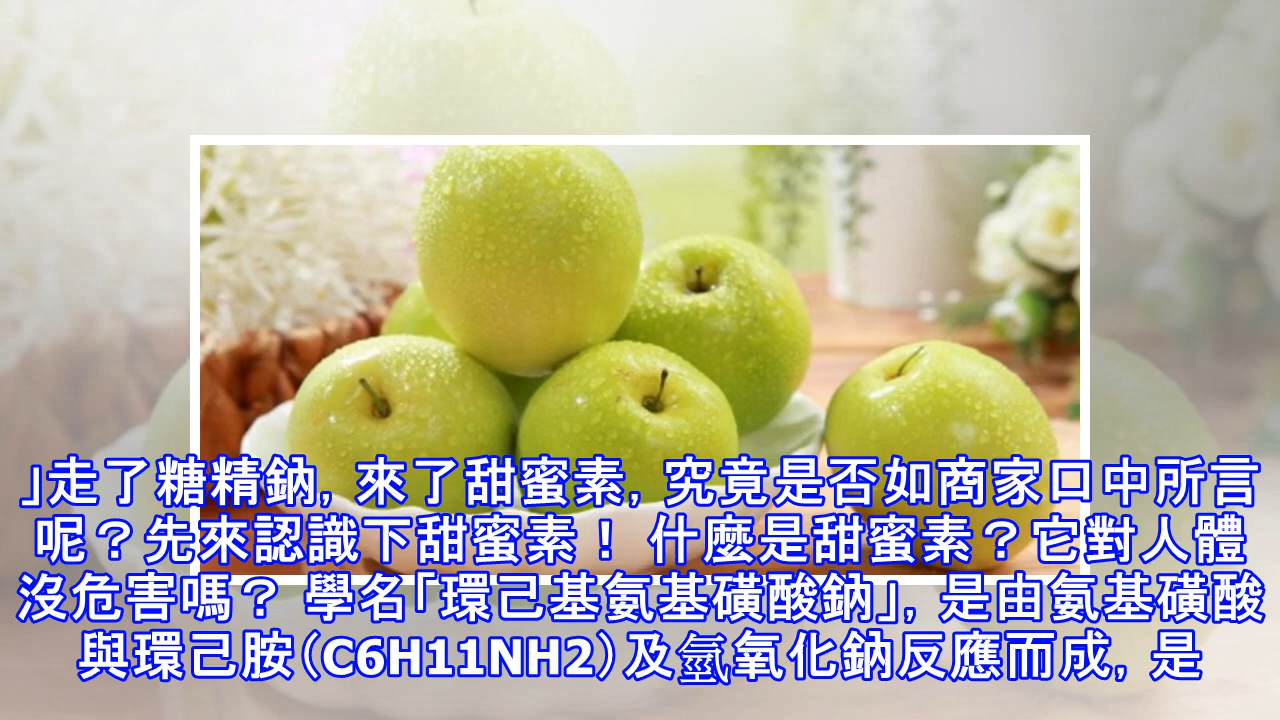 」走了糖精鈉, 來了甜蜜素, 究竟是否如商家口中所言
呢？先來認識下甜蜜素！ 什麼是甜蜜素？它對人體
沒危害嗎？ 學名「環己基氨基磺酸鈉」, 是由氨基磺酸
與環己胺（C6H11NH2）及氫氧化鈉反應而成, 是